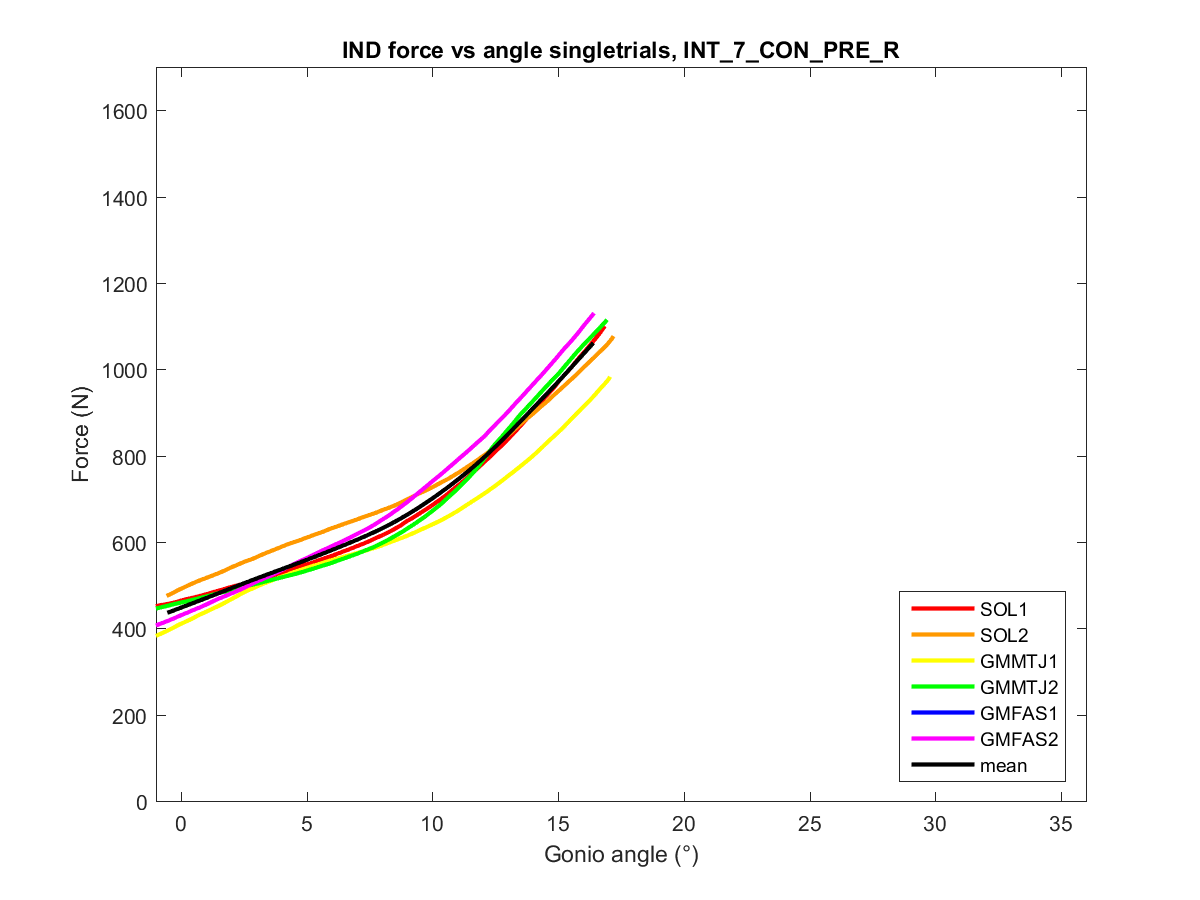 IND force vs angle singletrials, INT_7_CON_PRE_R
1600
1400
1200
1000
800
600
400
200
0
Force (N)
0 5 10 15 20 25 30 35
Gonio angle (°)
SOL1
SOL2
GMMTJ1
GMMTJ2
GMFAS1
GMFAS2
mean